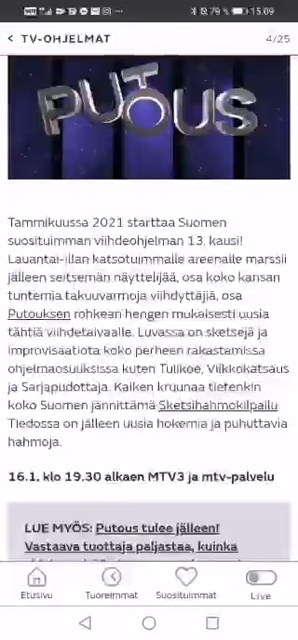 79 % 15.09
< TV-OHJELMAT 4/25
PUTOUS
Tammikuussa 2021 starttaa Suomen
suosituimman viihdeohjelman 13. kausi!
Lauantai-illan katsotuimmalle areenalle marssii
jälleen seitsemän näyttelijää, osa koko kansan
tuntemia takuuvarmoja viihdyttäjiä, osa
Putouksen rohkean hengen mukaisesti uusia
tähtiä viihdetaivaalle. Luvassa on sketsejä ja
improvisaatiota koko perheen rakastamissa
ohjelmaosuuksissa kuten Tulikoe, Viikkokatsaus
ja Sarjapudottaja. Kaiken kruunaa tietenkin
koko Suomen jännittämä Sketsihahmokilpailu
Tiedossa on jälleen uusia hokemia ja puhuttavia
hahmoja.
16.1. klo 19.30 alkaen MTV3 ja mtv-palvelu
LUE MYÖS: Putous tulee jälleen!
Vastaava tuottaja paljastaa, kuinka
Etusivu Tuoreimmat Suosituimmat Live